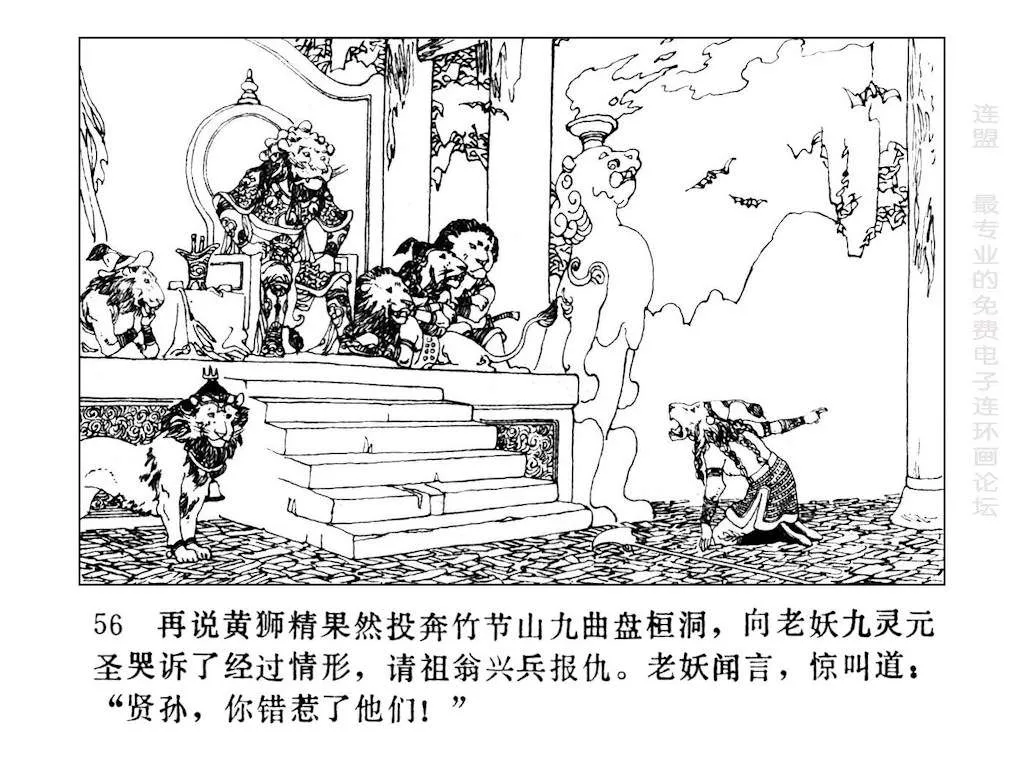 56 再说黄狮精果然投奔竹节山九曲盘桓洞，向老妖九灵元
圣哭诉了经过情形，请祖翁兴兵报仇。老妖闻言，惊叫道：
“贤孙，你错惹了他们！”
连盟 最专业的免费电子连环画论坛